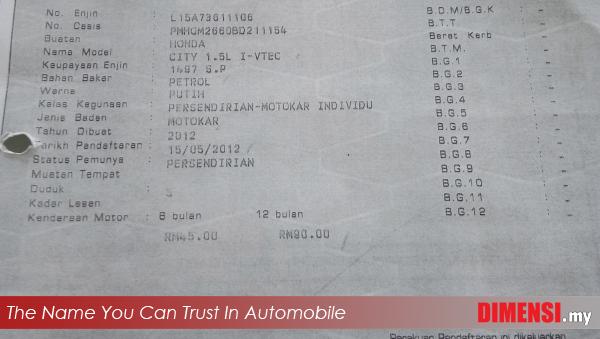 No. Enjin : L15A73611106 B.D.M/B.G.K : -
No. Casis PMHGM2660BD211154 B.T.T. -
Buatan HONDA Berat Kerb -
Nama Model CITY 1.5L I-VTEC B.T.M. -
Keupayaan Enjin 1497 S.P B.G.1 -
Bahan Bakar PETROL B.G.2 -
Warna PUTIH B.G.3 -
Kelas Kegunaan PERSENDIRIAN-MOTOKAR INDIVIDU B.G.4 -
Jenis Badan MOTOKAR B.G.5 -
Tahun Dibuat 2012 B.G.6 -
Tarikh Pendaftaran : 15/05/2012 B.G.7 -
Status Pemunya : PERSENDIRIAN B.G.8 -
Muatan Tempat B.G.9 -
Duduk : 5 B.G.10 -
Kadar Lesen B.G.11 -
Kenderaan Motor : 6 bulan 12 bulan B.G.12 : -
RM45.00 RM90.00
The Name You Can Trust In Automobile DIMENSI.my